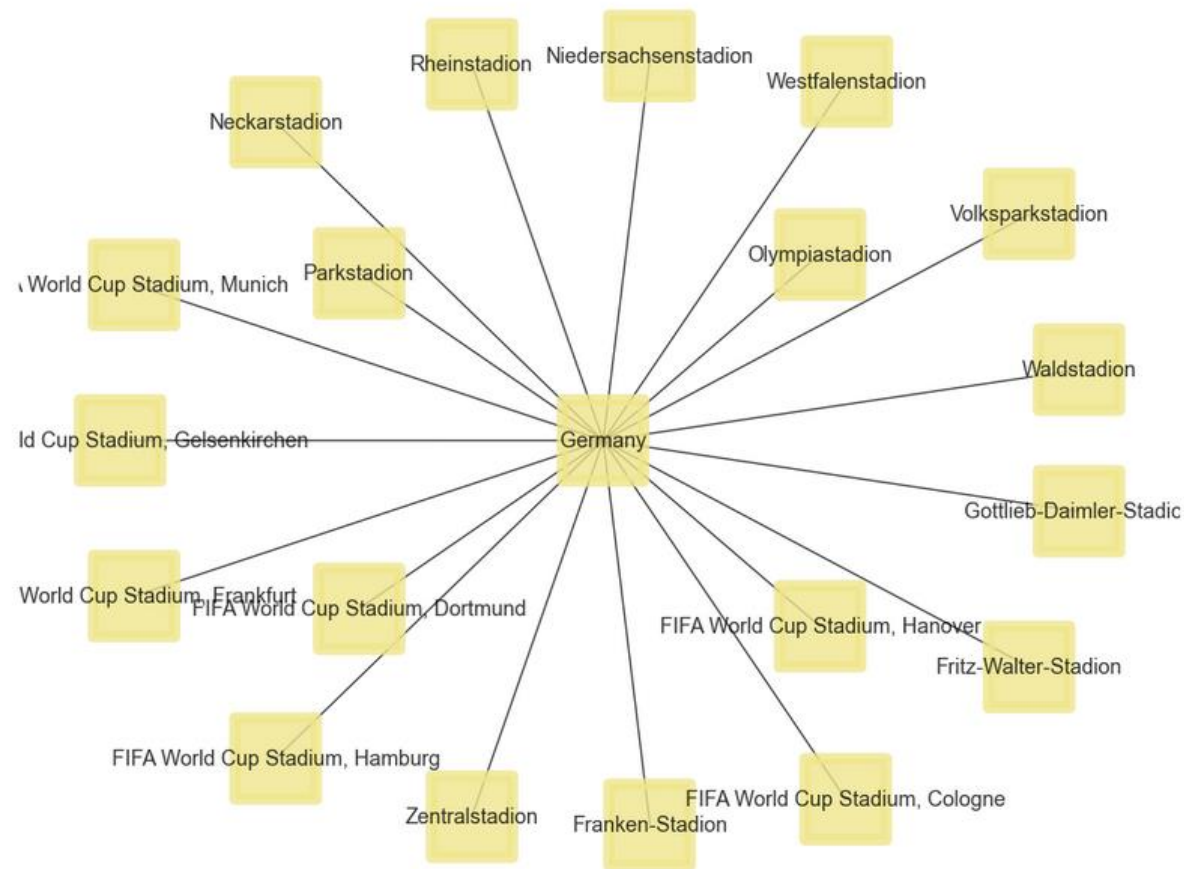 Niedersachsenstadion
Rheinstadion
Westfalenstadion
Neckarstadion
Volksparkstadion
Olympiastadion
Parkstadion
World Cup Stadium, Munich
Waldstadion
ld Cup Stadium, Gelsenkirchen
Germany
Gottlieb-Daimler-Stadio
World Cup Stadium, Frankfurt
FIFA World Cup Stadium, Dortmund
FIFA World Cup Stadium, Hanover
Fritz-Walter-Stadion
FIFA World Cup Stadium, Hamburg
FIFA World Cup Stadium, Cologne
Zentralstadion
Franken-Stadion